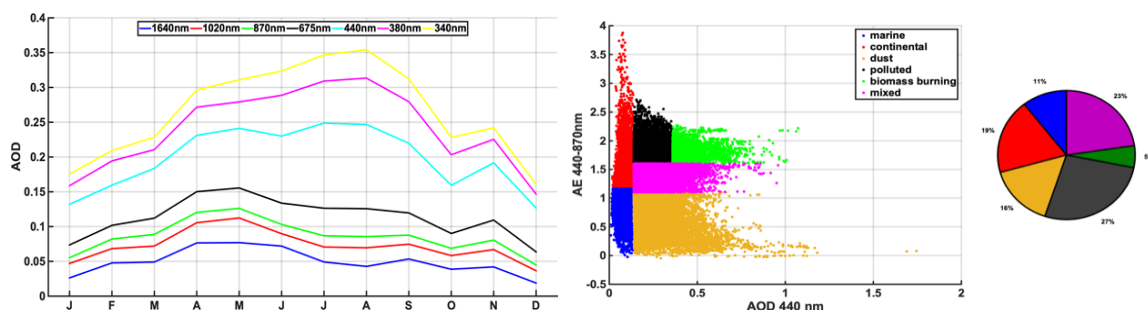 0.4
0.35
0.3
0.25
0.2
0.15
0.1
0.05
0
AOD
1640nm 1020nm 870nm 675nm 440nm 380nm 340nm
J F M A M J J A S O N D
4
3.5
3
2.5
2
1.5
1
0.5
0
-0.5
AE 440-870nm
marine
continental
dust
polluted
biomass burning
mixed
0 0.5 1 1.5 2
AOD 440 nm
11%
23%
19%
5
16%
27%